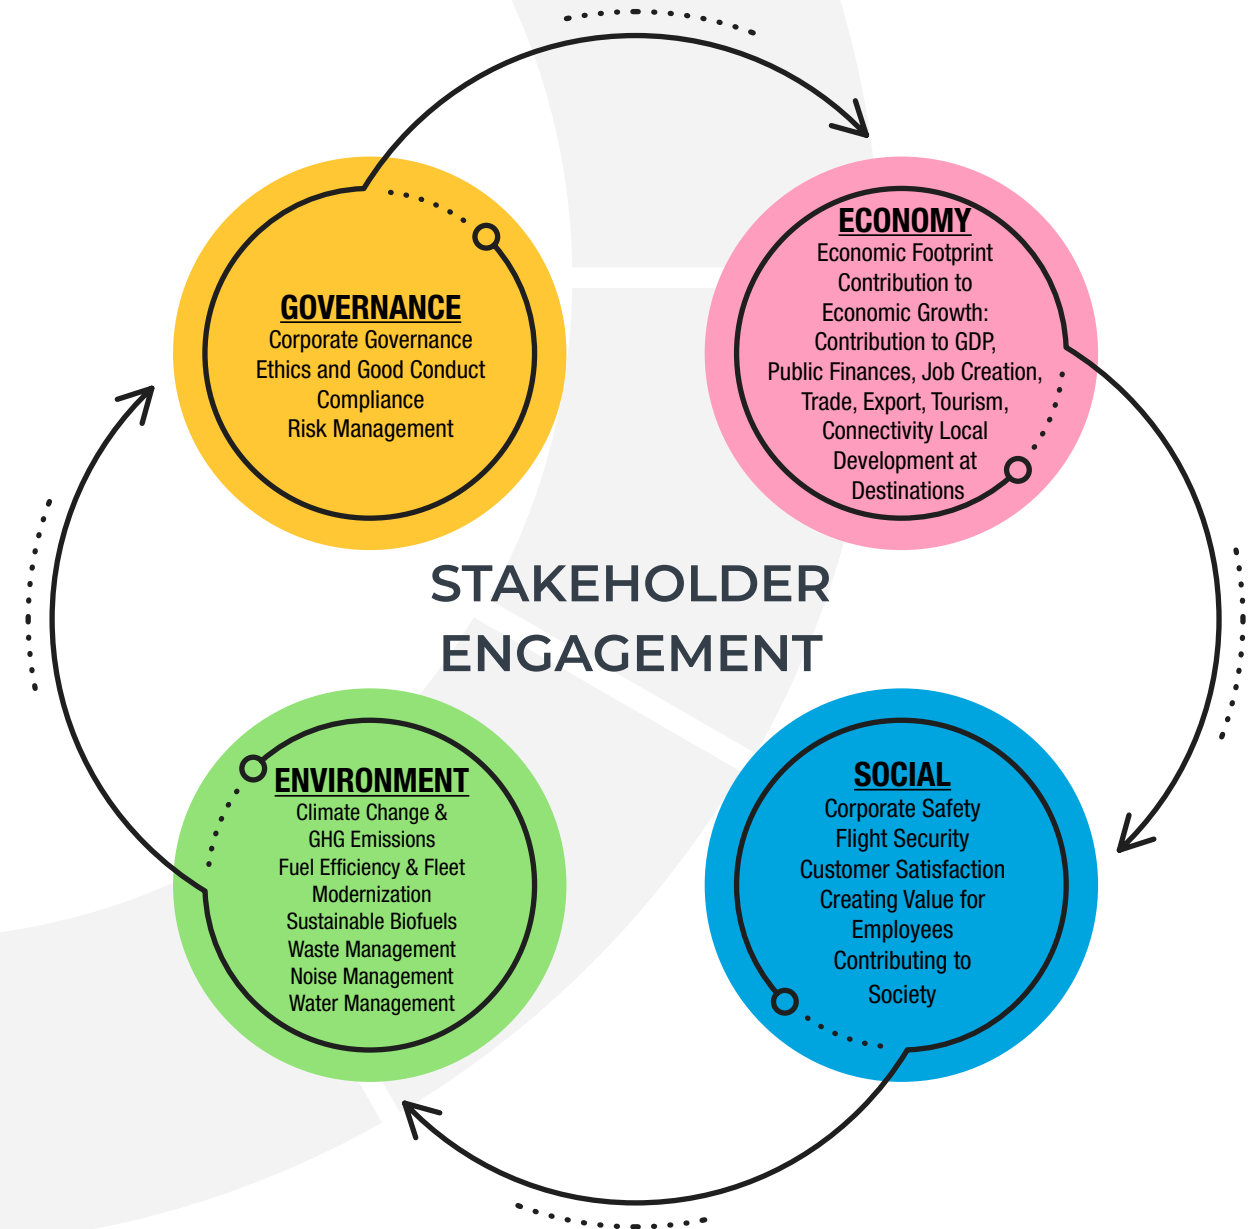 GOVERNANCE
Corporate Governance
Ethics and Good Conduct
Compliance
Risk Management
ECONOMY
Economic Footprint
Contribution to
Economic Growth:
Contribution to GDP,
Public Finances, Job Creation,
Trade, Export, Tourism,
Connectivity Local
Development at
Destinations
STAKEHOLDER
ENGAGEMENT
ENVIRONMENT
Climate Change &
GHG Emissions
Fuel Efficiency & Fleet
Modernization
Sustainable Biofuels
Waste Management
Noise Management
Water Management
SOCIAL
Corporate Safety
Flight Security
Customer Satisfaction
Creating Value for
Employees
Contributing to
Society